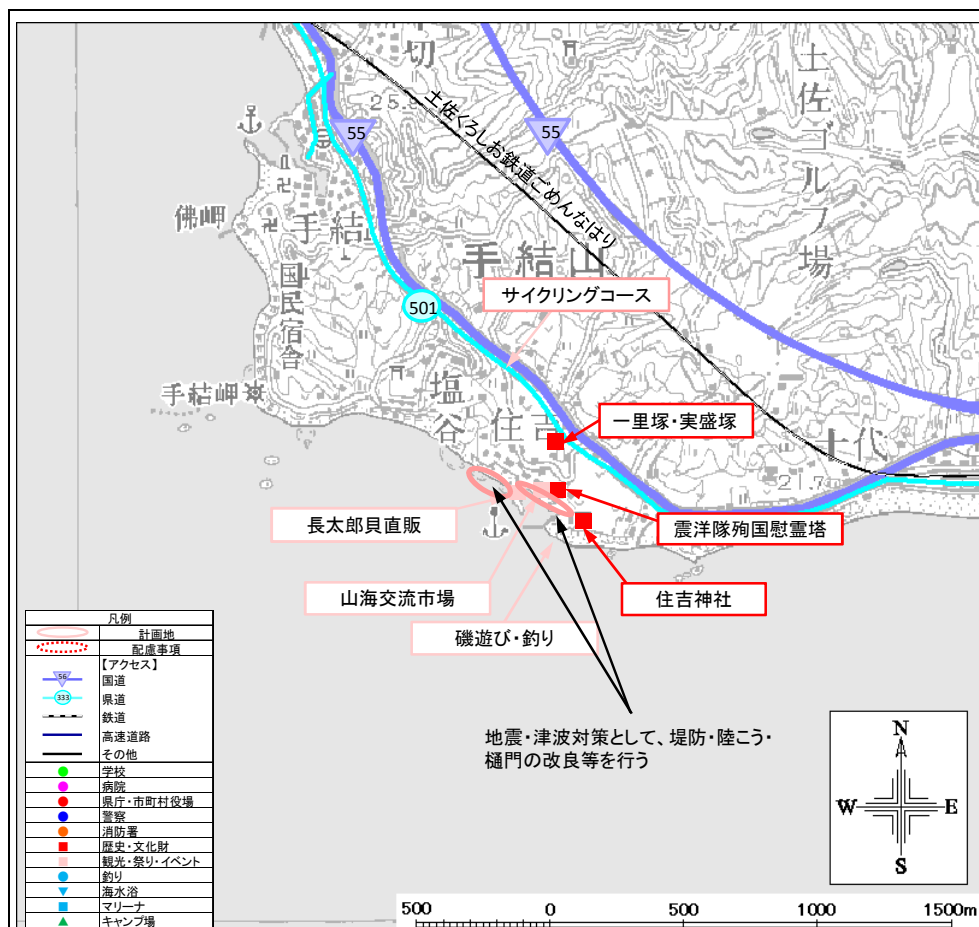 切
25.
土佐ゴルフ場
土佐くろしお鉄道ごめんなはり
55
55
佛岬
手結
手結山
国民宿舎
サイクリングコース
501
手結岬
塩谷
住吉
一里塚・実盛塚
十代
21.7
長太郎貝直販
震洋隊殉国慰霊塔
山海交流市場
住吉神社
磯遊び・釣り
地震・津波対策として、堤防・陸こう・
樋門の改良等を行う
凡例
計画地
配慮事項
【アクセス】
56
国道
333
県道
鉄道
高速道路
その他
学校
病院
県庁・市町村役場
警察
消防署
歴史・文化財
観光・祭り・イベント
釣り
海水浴
マリーナ
キャンプ場
N
W
E
S
500 0 500 1000 1500m